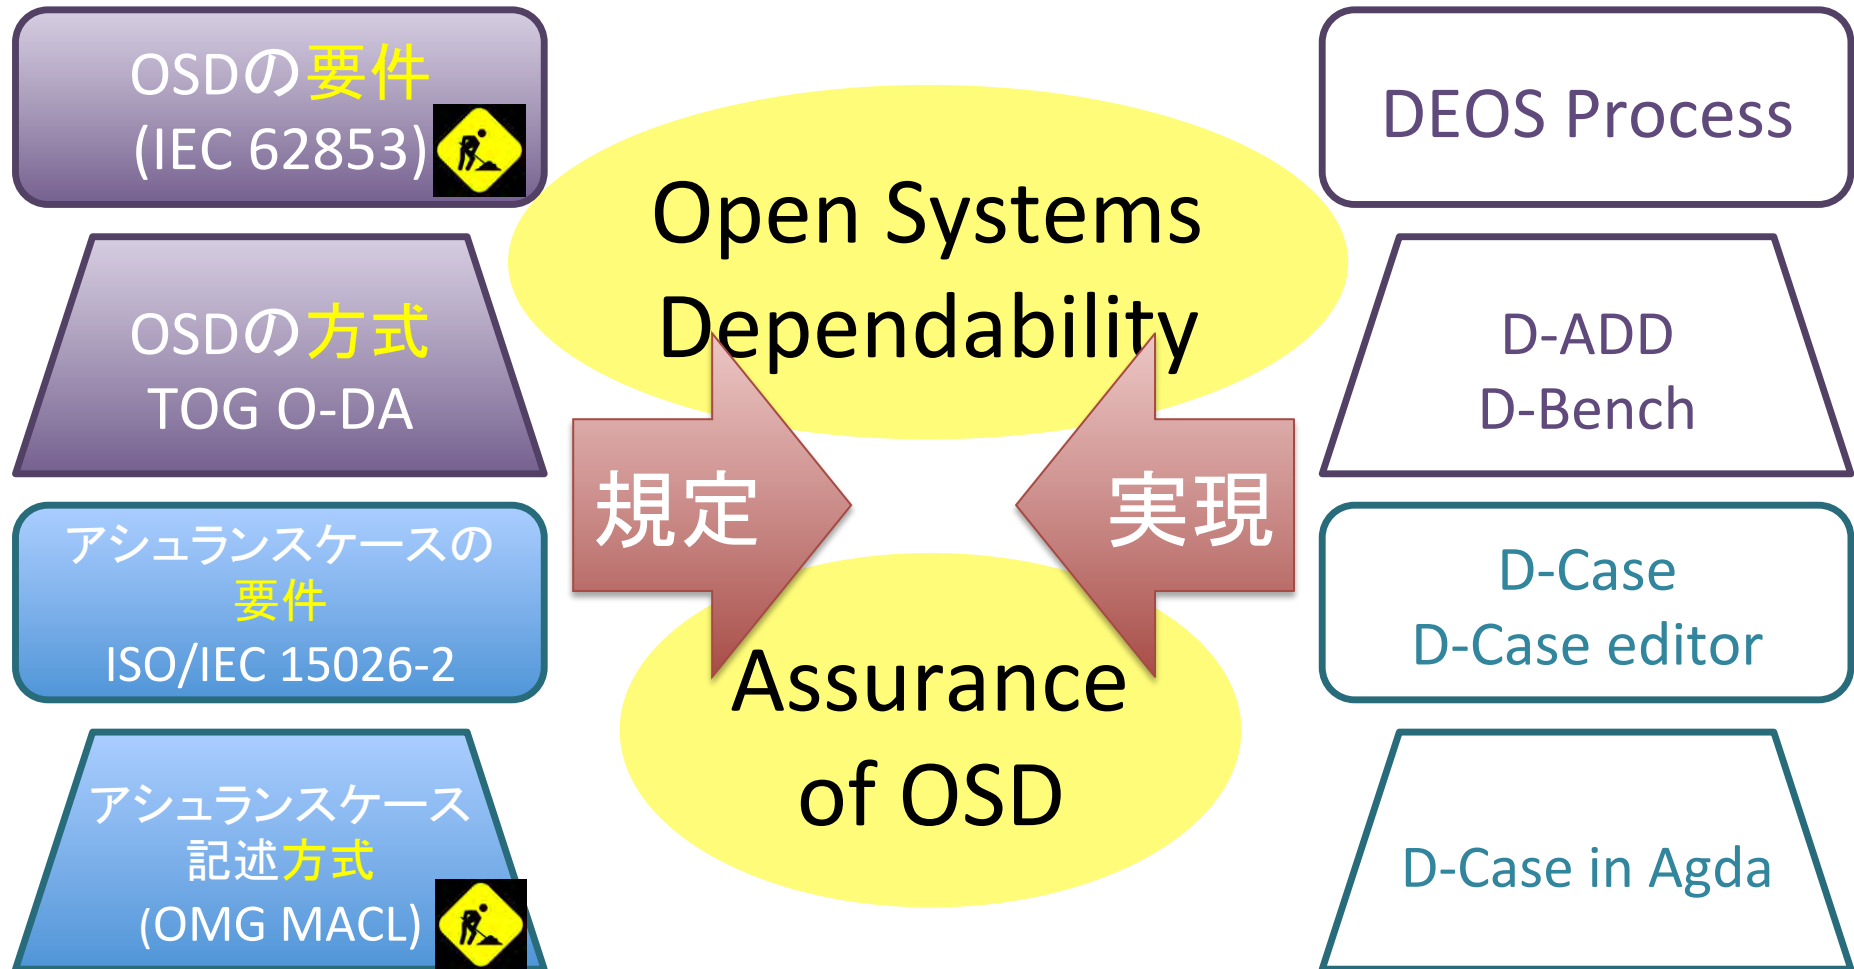 OSDの要件
(IEC 62853)
OSDの方式
TOG O-DA
アシュランスケースの
要件
ISO/IEC 15026-2
アシュランスケース
記述方式
(OMG MACL)
Open Systems
Dependability
規定
実現
Assurance
of OSD
DEOS Process
D-ADD
D-Bench
D-Case
D-Case editor
D-Case in Agda